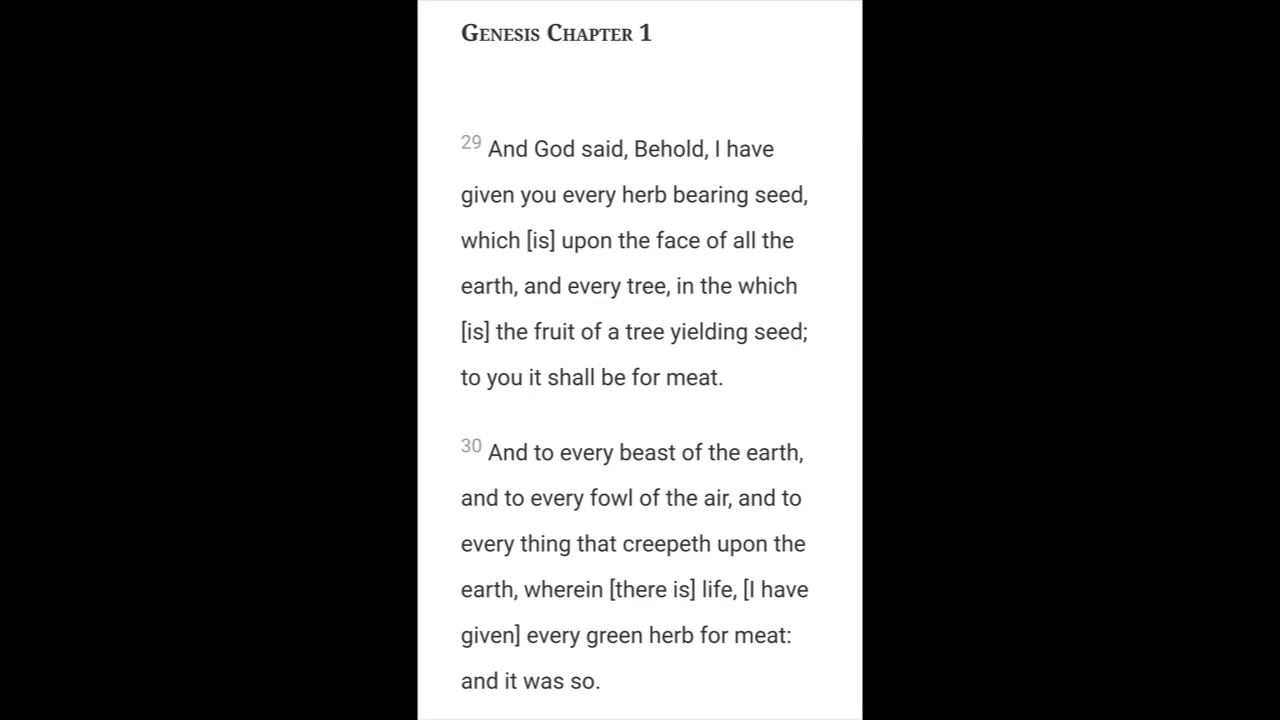 Genesis Chapter 1
29 And God said, Behold, I have
given you every herb bearing seed,
which [is] upon the face of all the
earth, and every tree, in the which
[is] the fruit of a tree yielding seed;
to you it shall be for meat.
30 And to every beast of the earth,
and to every fowl of the air, and to
every thing that creepeth upon the
earth, wherein [there is] life, [I have
given] every green herb for meat:
and it was so.